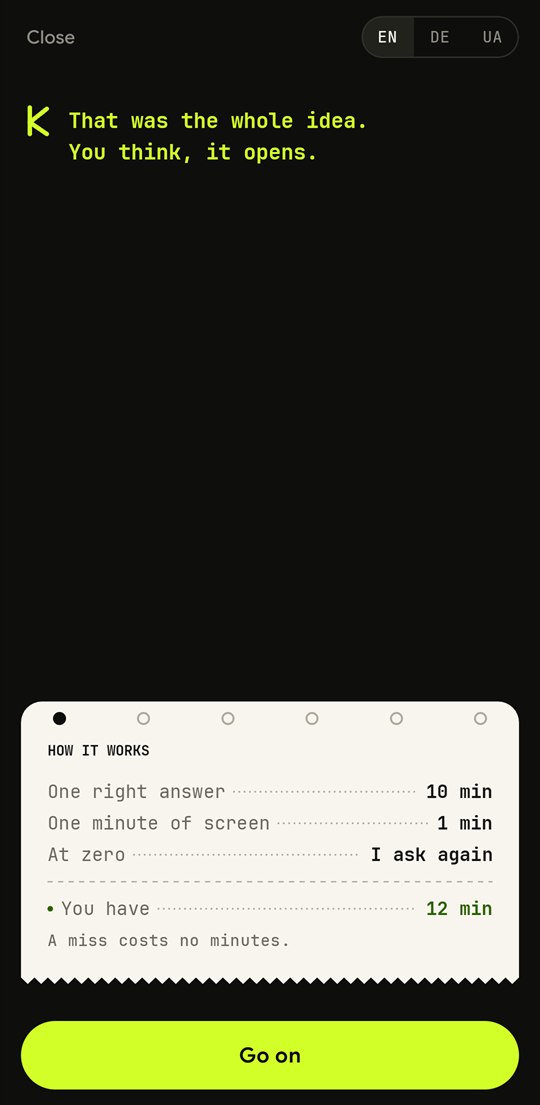 Close
EN DE UA
That was the whole idea.
You think, it opens.
HOW IT WORKS
One right answer 10 min
One minute of screen 1 min
At zero I ask again
You have 12 min
A miss costs no minutes.
Go on